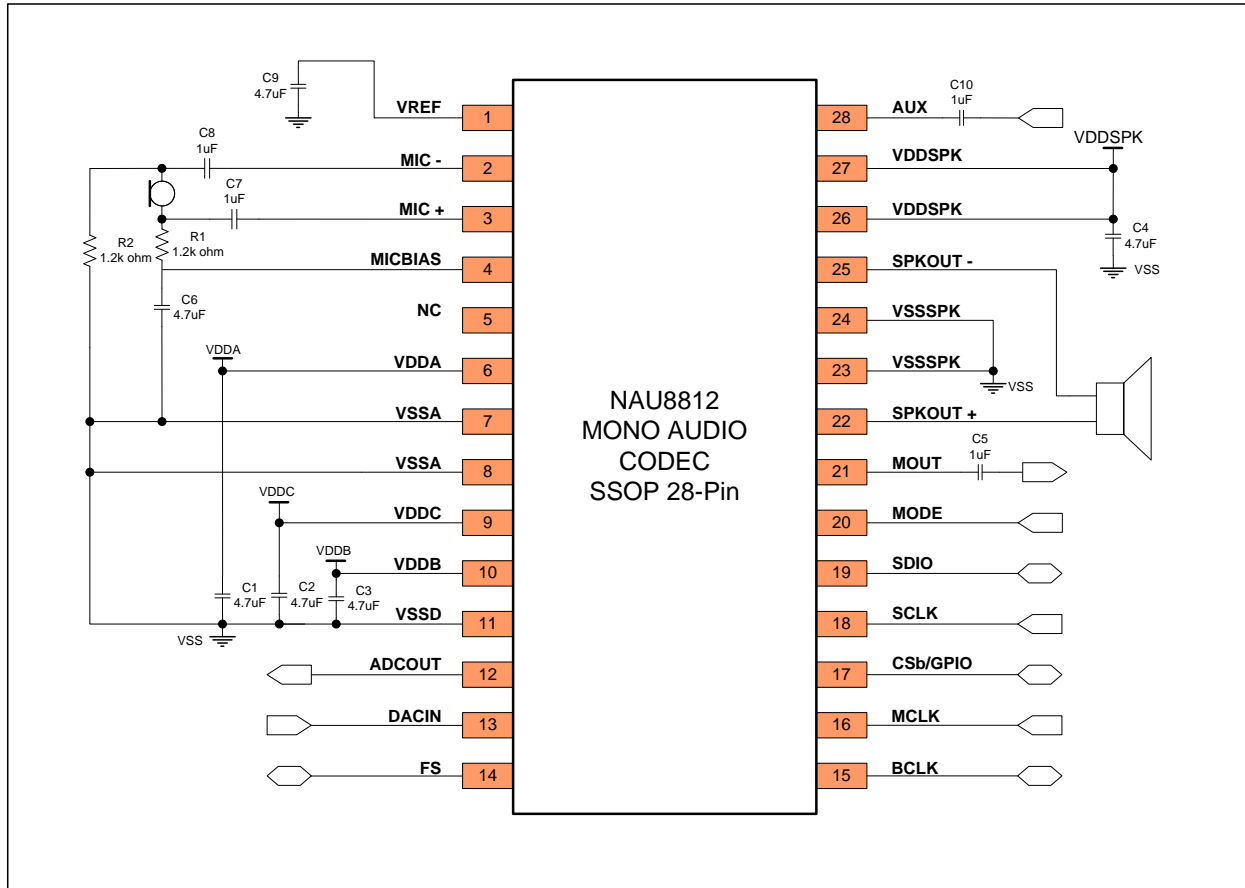 C9
4.7uF
VREF
1
C8
1uF
MIC -
2
C7
1uF
MIC +
3
R2
1.2k ohm
R1
1.2k ohm
MICBIAS
4
C6
4.7uF
NC
5
VDDA
VDDA
6
VSSA
7
VSSA
8
VDDC
VDDC
9
VDDB
VDDB
10
C1
4.7uF
C2
4.7uF
C3
4.7uF
VSS
VSSD
11
ADCOUT
12
DACIN
13
FS
14
NAU8812
MONO AUDIO
CODEC
SSOP 28-Pin
28
AUX
C10
1uF
27
VDDSPK
VDDSPK
26
VDDSPK
C4
4.7uF
VSS
25
SPKOUT -
24
VSSSPK
23
VSSSPK
VSS
22
SPKOUT +
21
MOUT
C5
1uF
20
MODE
19
SDIO
18
SCLK
17
CSb/GPIO
16
MCLK
15
BCLK